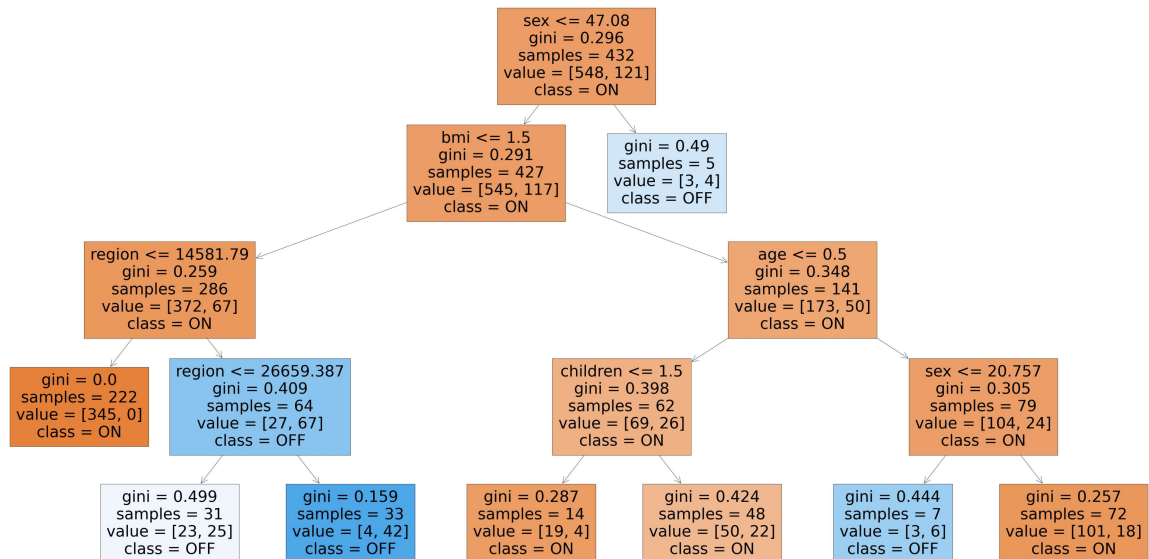 sex <= 47.08
gini = 0.296
samples = 432
value = [548, 121]
class = ON
bmi <= 1.5
gini = 0.291
samples = 427
value = [545, 117]
class = ON
gini = 0.49
samples = 5
value = [3, 4]
class = OFF
region <= 14581.79
gini = 0.259
samples = 286
value = [372, 67]
class = ON
age <= 0.5
gini = 0.348
samples = 141
value = [173, 50]
class = ON
gini = 0.0
samples = 222
value = [345, 0]
class = ON
region <= 26659.387
gini = 0.409
samples = 64
value = [27, 67]
class = OFF
children <= 1.5
gini = 0.398
samples = 62
value = [69, 26]
class = ON
sex <= 20.757
gini = 0.305
samples = 79
value = [104, 24]
class = ON
gini = 0.499
samples = 31
value = [23, 25]
class = OFF
gini = 0.159
samples = 33
value = [4, 42]
class = OFF
gini = 0.287
samples = 14
value = [19, 4]
class = ON
gini = 0.424
samples = 48
value = [50, 22]
class = ON
gini = 0.444
samples = 7
value = [3, 6]
class = OFF
gini = 0.257
samples = 72
value = [101, 18]
class = ON